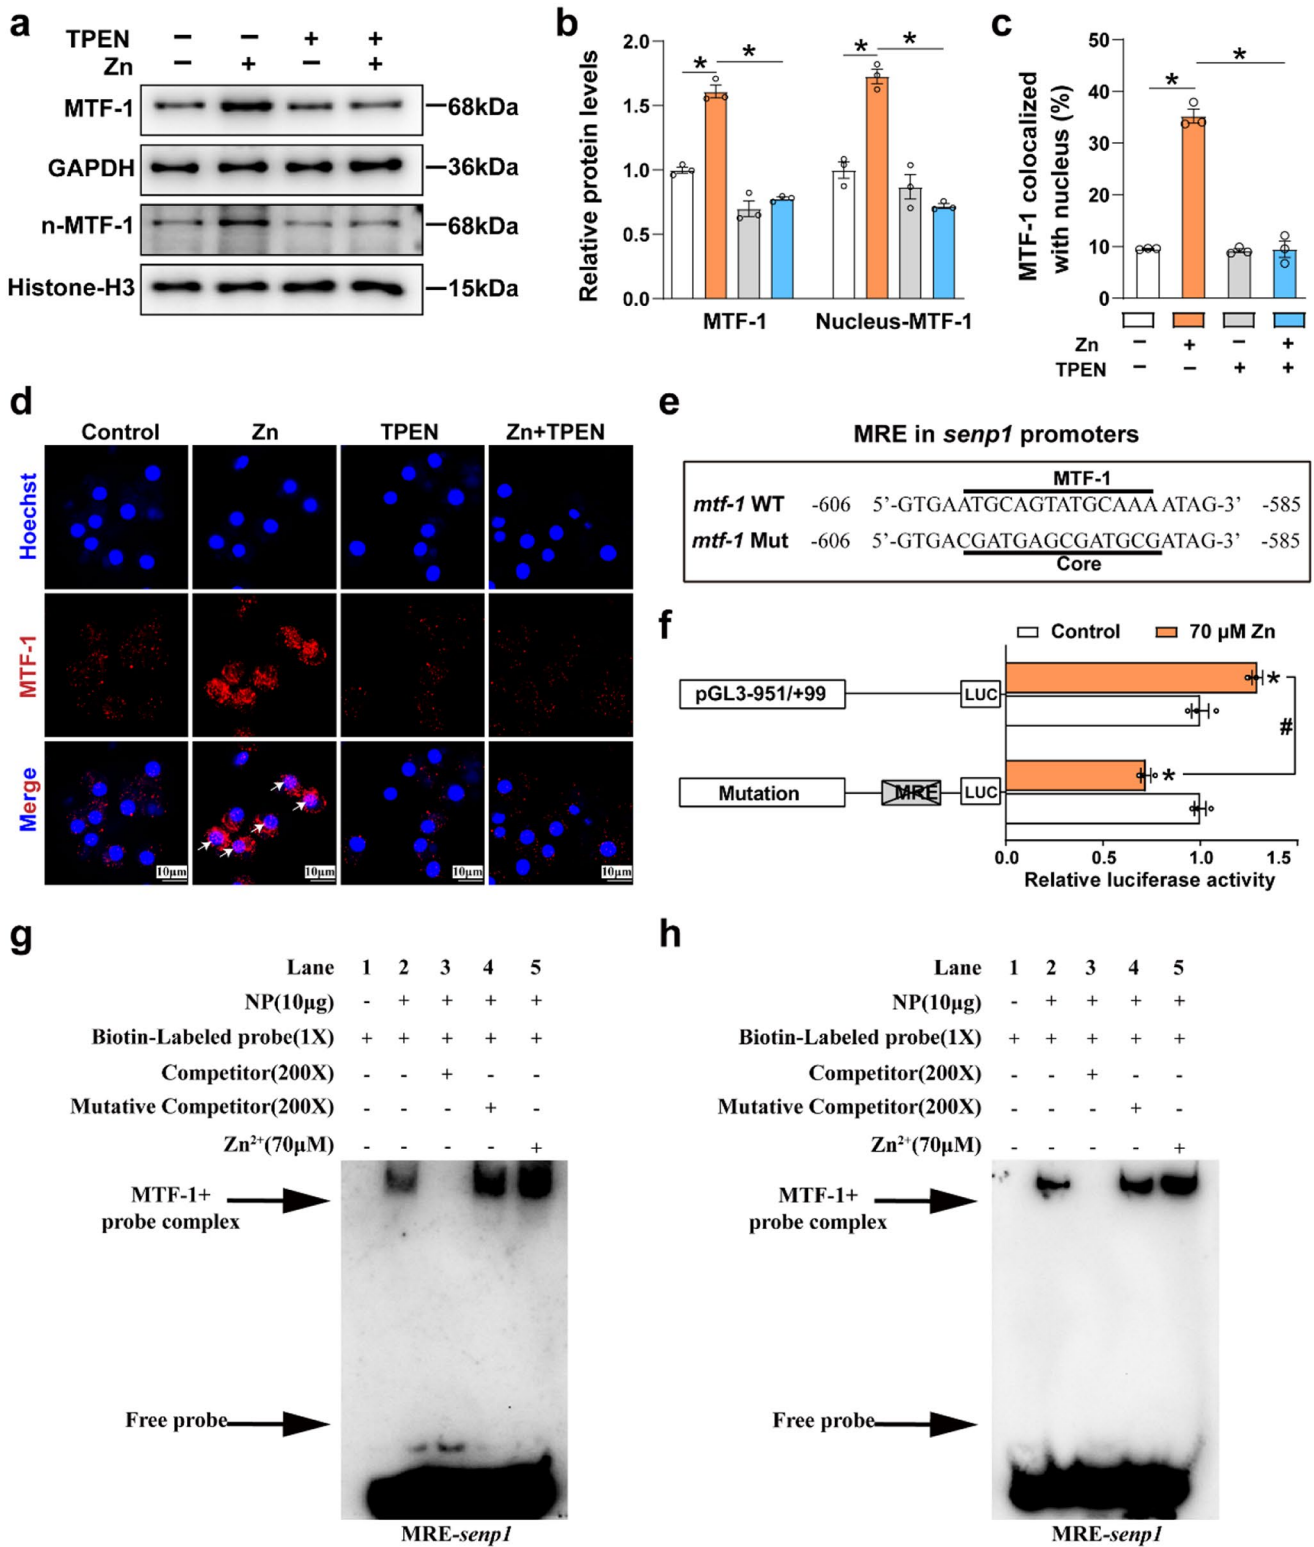 a
TPEN − − + +
Zn − + − +
MTF-1 68kDa
GAPDH 36kDa
n-MTF-1 68kDa
Histone-H3 15kDa
b
Relative protein levels
2.0
1.5
1.0
0.5
0.0
* * * *
MTF-1 Nucleus-MTF-1
c
MTF-1 colocalized
with nucleus (%)
50
40
30
20
10
0
* *
Zn − + − +
TPEN − − + +
d
Control Zn TPEN Zn+TPEN
Hoechst
MTF-1
Merge
10μm 10μm 10μm 10μm
e
MRE in senp1 promoters
MTF-1
mtf-1 WT -606 5’-GTGAATGCAGTATGCAAAATAG-3’ -585
mtf-1 Mut -606 5’-GTGACGATGAGCGATGCGATAG-3’ -585
Core
f
Control 70 μM Zn
pGL3-951/+99 LUC *
#
Mutation MRE LUC *
0.0 0.5 1.0 1.5
Relative luciferase activity
g
Lane 1 2 3 4 5
NP(10μg) - + + + +
Biotin-Labeled probe(1X) + + + + +
Competitor(200X) - - + - -
Mutative Competitor(200X) - - - + -
Zn²⁺(70μM) - - - - +
MTF-1+
probe complex
Free probe
MRE-senp1
h
Lane 1 2 3 4 5
NP(10μg) - + + + +
Biotin-Labeled probe(1X) + + + + +
Competitor(200X) - - + - -
Mutative Competitor(200X) - - - + -
Zn²⁺(70μM) - - - - +
MTF-1+
probe complex
Free probe
MRE-senp1